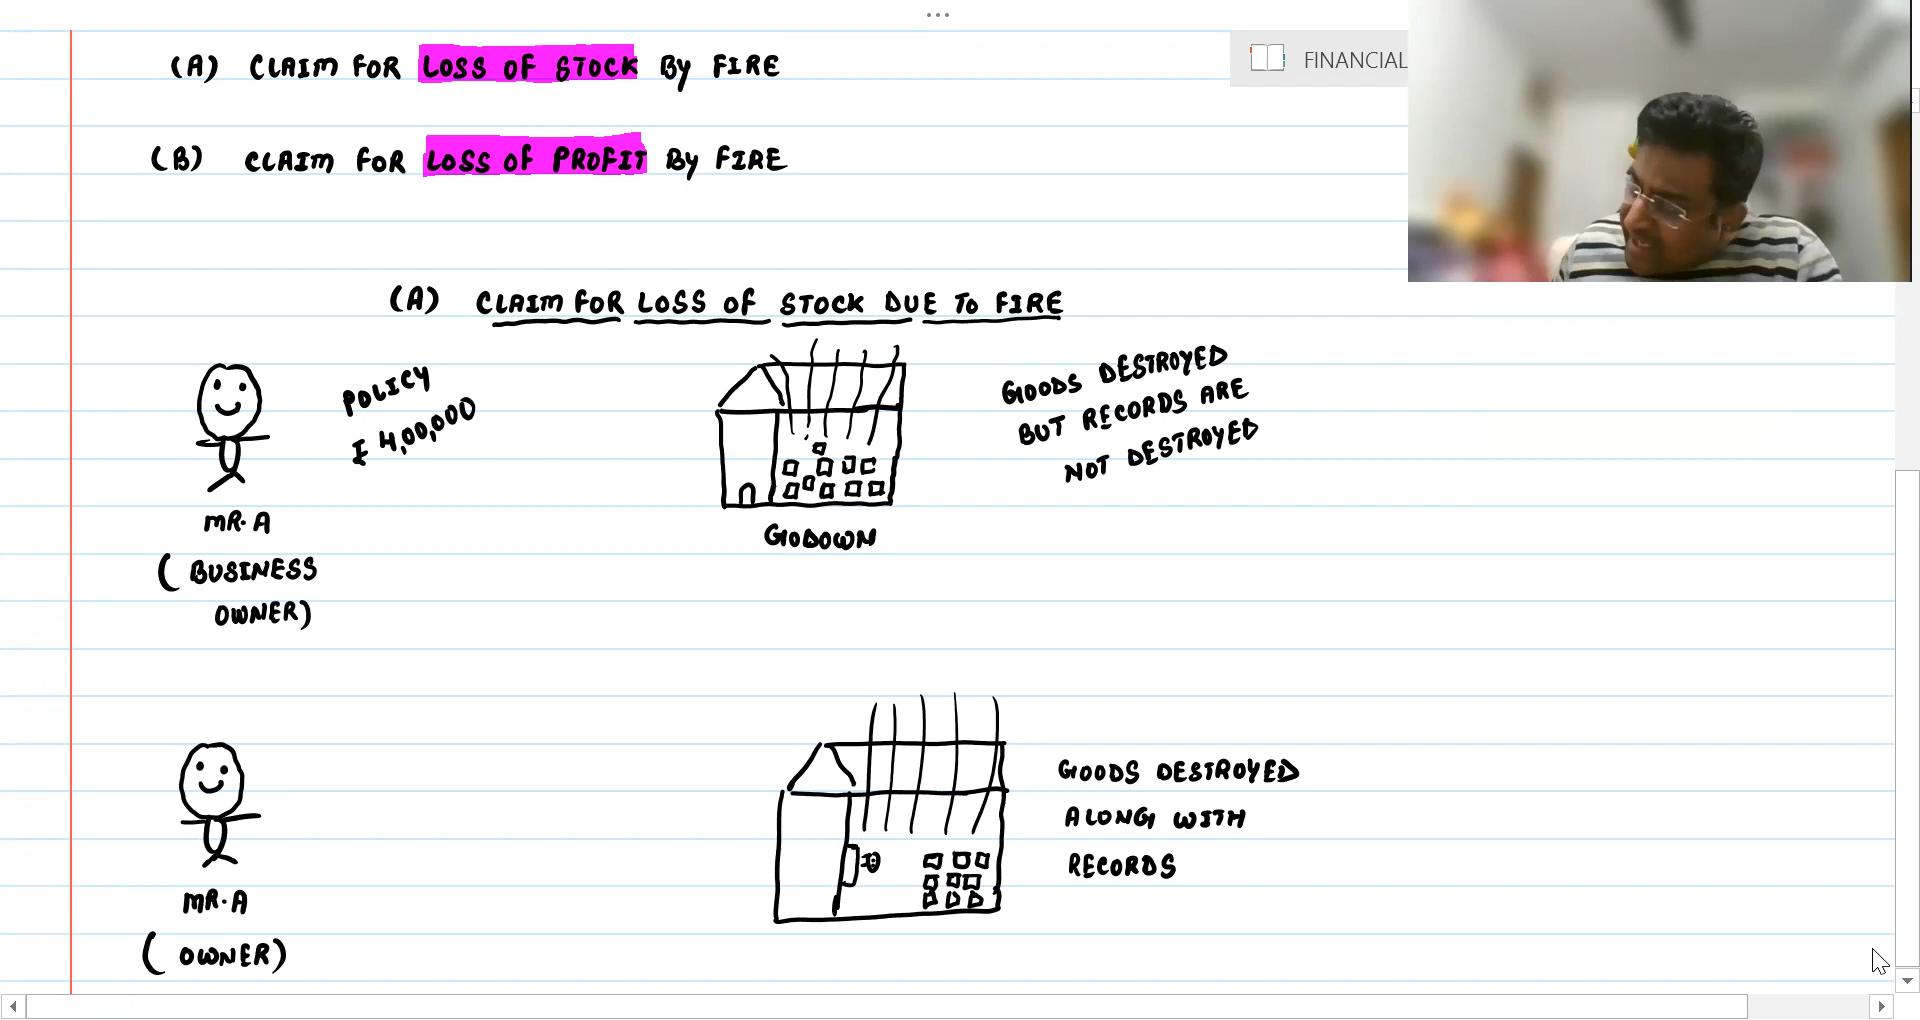 (A) CLAIM FOR LOSS OF STOCK BY FIRE
FINANCIAL
(B) CLAIM FOR LOSS OF PROFIT BY FIRE
(A) CLAIM FOR LOSS OF STOCK DUE TO FIRE
POLICY
₹ 4,00,000
GOODS DESTROYED
BUT RECORDS ARE
NOT DESTROYED
MR. A
(BUSINESS
OWNER)
GODOWN
GOODS DESTROYED
ALONG WITH
RECORDS
MR. A
(OWNER)